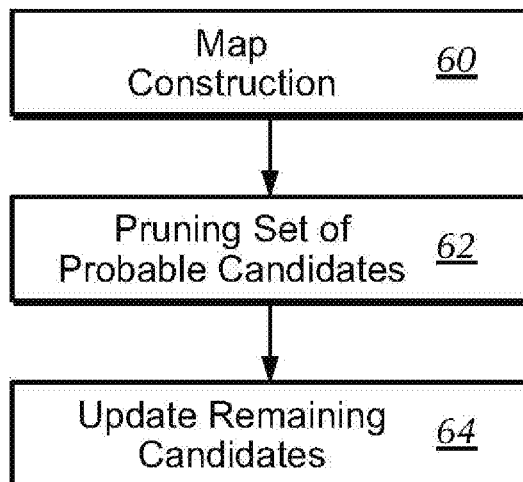 Map
Construction 60
Pruning Set of
Probable Candidates 62
Update Remaining
Candidates 64